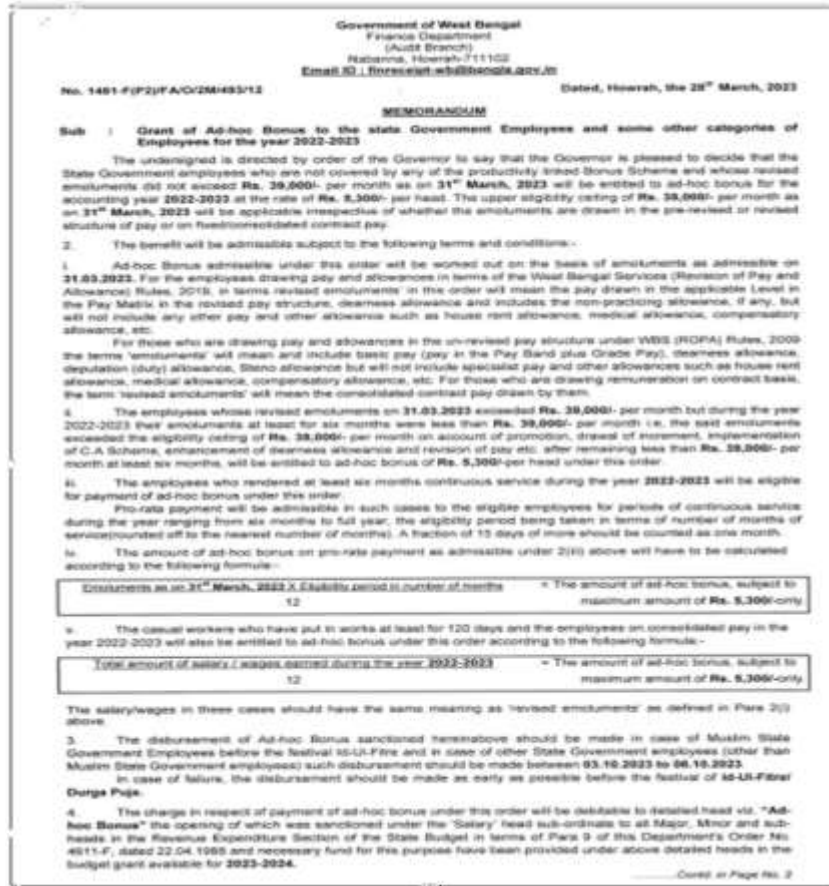 Government of West Bengal
Finance Department
(Audit Branch)
Nabanna, Howrah-711102
Email ID : finreceipt-wb@bangla.gov.in
No. 1491-F(P2)/FA/O/2M/493/12 Dated, Howrah, the 28th March, 2023
MEMORANDUM
Sub : Grant of Ad-hoc Bonus to the state Government Employees and some other categories of
Employees for the year 2022-2023
The undersigned is directed by order of the Governor to say that the Governor is pleased to decide that the
State Government employees who are not covered by any of the productivity linked Bonus Scheme and whose revised
emoluments did not exceed Rs. 39,000/- per month as on 31st March, 2023 will be entitled to ad-hoc bonus for the
accounting year 2022-2023 at the rate of Rs. 5,300/- per head. The upper eligibility ceiling of Rs. 39,000/- per month as
on 31st March, 2023 will be applicable irrespective of whether the emoluments are drawn in the pre-revised or revised
structure of pay or on fixed/consolidated contract pay.
2. The benefit will be admissible subject to the following terms and conditions:-
i. Ad-hoc Bonus admissible under this order will be worked out on the basis of emoluments as admissible on
31.03.2023. For the employees drawing pay and allowances in terms of the West Bengal Services (Revision of Pay and
Allowance) Rules, 2019, in terms revised emoluments' in this order will mean the pay drawn in the applicable Level in
the Pay Matrix in the revised pay structure, dearness allowance and includes the non-practicing allowance, if any, but
will not include any other pay and other allowance such as house rent allowance, medical allowance, compensatory
allowance, etc.
For those who are drawing pay and allowances in the un-revised pay structure under WBS (ROPA) Rules, 2009
the terms 'emoluments' will mean and include basic pay (pay in the Pay Band plus Grade Pay), dearness allowance,
deputation (duty) allowance, Steno allowance but will not include specialist pay and other allowances such as house rent
allowance, medical allowance, compensatory allowance, etc. For those who are drawing remuneration on contract basis,
the term 'revised emoluments' will mean the consolidated contract pay drawn by them.
ii. The employees whose revised emoluments on 31.03.2023 exceeded Rs. 39,000/- per month but during the year
2022-2023 their emoluments at least for six months were less than Rs. 39,000/- per month i.e. the said emoluments
exceeded the eligibility ceiling of Rs. 39,000/- per month on account of promotion, drawal of increment, implementation
of C.A Scheme, enhancement of dearness allowance and revision of pay etc. after remaining less than Rs. 39,000/- per
month at least six months, will be entitled to ad-hoc bonus of Rs. 5,300/-per head under this order.
iii. The employees who rendered at least six months continuous service during the year 2022-2023 will be eligible
for payment of ad-hoc bonus under this order.
Pro-rata payment will be admissible in such cases to the eligible employees for periods of continuous service
during the year ranging from six months to full year, the eligibility period being taken in terms of number of months of
service(rounded off to the nearest number of months). A fraction of 15 days of more should be counted as one month.
iv. The amount of ad-hoc bonus on pro-rata payment as admissible under 2(iii) above will have to be calculated
according to the following formula:-
Emoluments as on 31st March, 2023 X Eligibility period in number of months = The amount of ad-hoc bonus, subject to
12 maximum amount of Rs. 5,300/-only
v. The casual workers who have put in works at least for 120 days and the employees on consolidated pay in the
year 2022-2023 will also be entitled to ad-hoc bonus under this order according to the following formula:-
Total amount of salary / wages earned during the year 2022-2023 = The amount of ad-hoc bonus, subject to
12 maximum amount of Rs. 5,300/-only
The salary/wages in these cases should have the same meaning as 'revised emoluments' as defined in Para 2(i)
above.
3. The disbursement of Ad-hoc Bonus sanctioned hereinabove should be made in case of Muslim State
Government Employees before the festival Id-Ul-Fitre and in case of other State Government employees (other than
Muslim State Government employees) such disbursement should be made between 03.10.2023 to 06.10.2023.
In case of failure, the disbursement should be made as early as possible before the festival of Id-Ul-Fitre/
Durga Puja.
4. The charge in respect of payment of ad-hoc bonus under this order will be debitable to detailed head viz. "Ad-
hoc Bonus" the opening of which was sanctioned under the 'Salary' head sub-ordinate to all Major, Minor and sub-
heads in the Revenue Expenditure Section of the State Budget in terms of Para 9 of this Department's Order No.
4911-F, dated 22.04.1988 and necessary fund for this purpose have been provided under above detailed heads in the
budget grant available for 2023-2024.
Contd. in Page No. 2